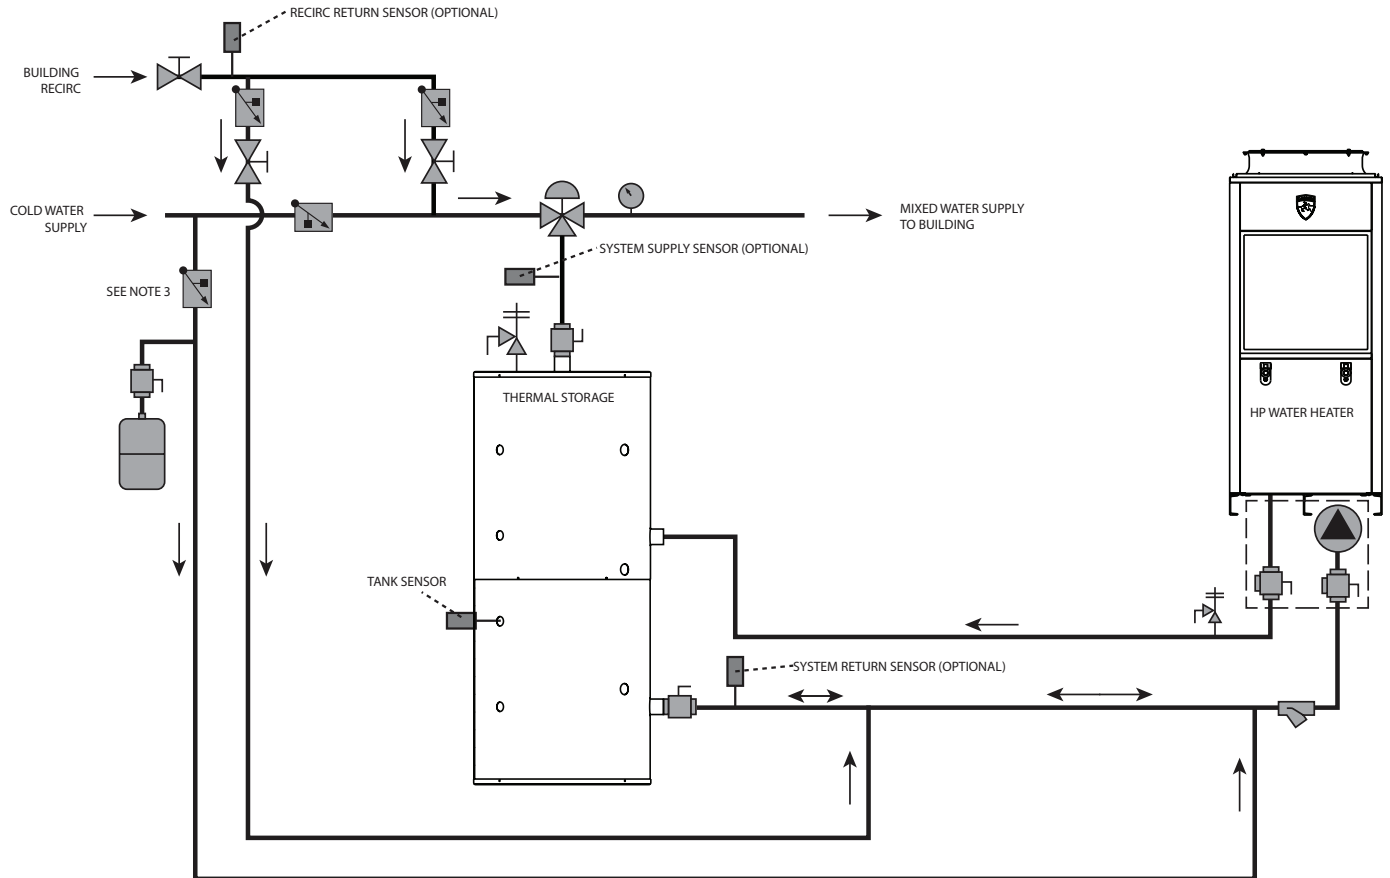 RECIRC RETURN SENSOR (OPTIONAL)
BUILDING
RECIRC
COLD WATER
SUPPLY
MIXED WATER SUPPLY
TO BUILDING
SYSTEM SUPPLY SENSOR (OPTIONAL)
SEE NOTE 3
THERMAL STORAGE
HP WATER HEATER
TANK SENSOR
SYSTEM RETURN SENSOR (OPTIONAL)